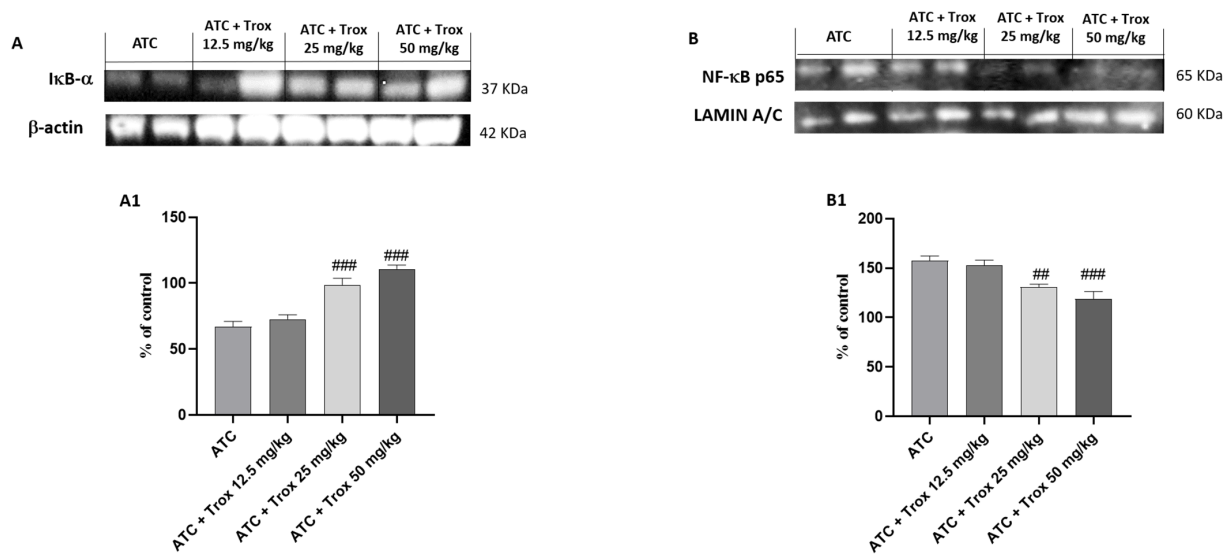 A
ATC
ATC + Trox
12.5 mg/kg
ATC + Trox
25 mg/kg
ATC + Trox
50 mg/kg
IκB-α
37 KDa
β-actin
42 KDa
A1
% of control
150
100
50
0
###
###
ATC
ATC + Trox 12.5 mg/kg
ATC + Trox 25 mg/kg
ATC + Trox 50 mg/kg
B
ATC
ATC + Trox
12.5 mg/kg
ATC + Trox
25 mg/kg
ATC + Trox
50 mg/kg
NF-κB p65
65 KDa
LAMIN A/C
60 KDa
B1
% of control
200
150
100
50
0
##
###
ATC
ATC + Trox 12.5 mg/kg
ATC + Trox 25 mg/kg
ATC + Trox 50 mg/kg